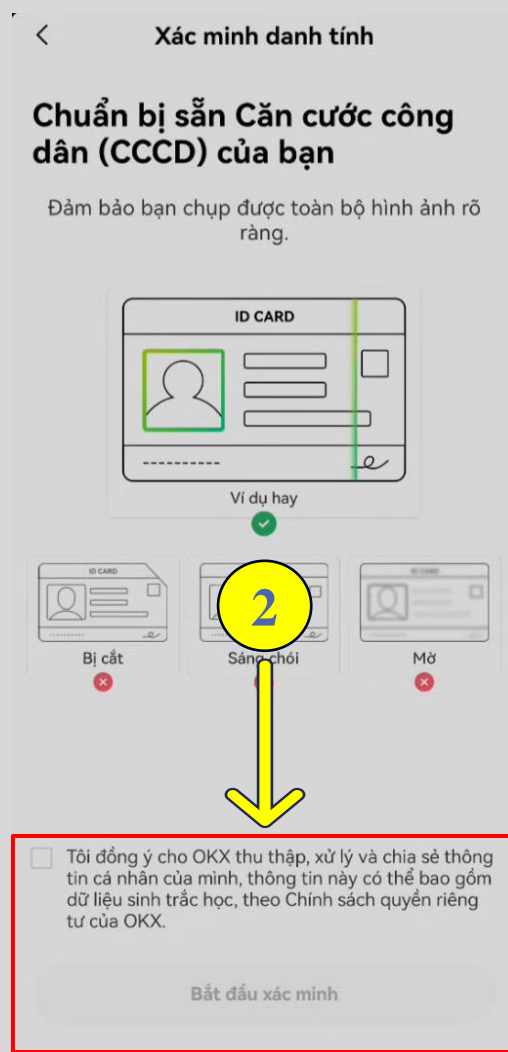 Xác minh danh tính
Chuẩn bị sẵn Căn cước công
dân (CCCD) của bạn
Đảm bảo bạn chụp được toàn bộ hình ảnh rõ
ràng.
ID CARD
Ví dụ hay
ID CARD
Bị cắt
Sáng chói
Mờ
2
Tôi đồng ý cho OKX thu thập, xử lý và chia sẻ thông
tin cá nhân của mình, thông tin này có thể bao gồm
dữ liệu sinh trắc học, theo Chính sách quyền riêng
tư của OKX.
Bắt đầu xác minh